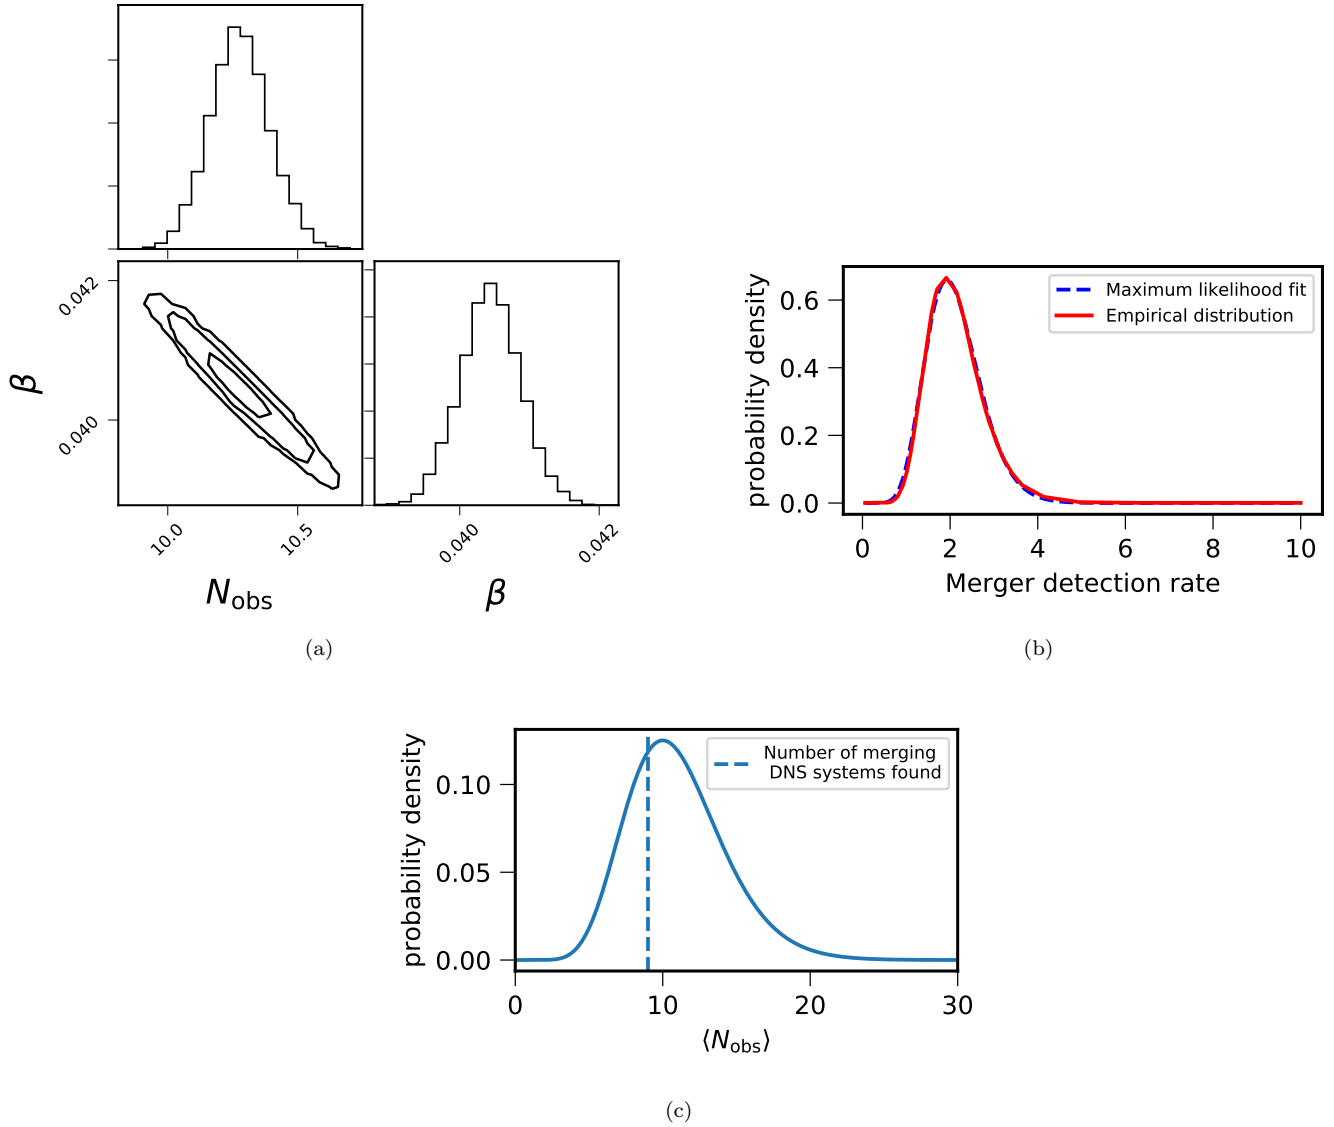 β
0.042
0.040
10.0
10.5
N_obs
0.040
0.042
β
(a)
probability density
0.6
0.4
0.2
0.0
Maximum likelihood fit
Empirical distribution
0 2 4 6 8 10
Merger detection rate
(b)
probability density
0.10
0.05
0.00
Number of merging
DNS systems found
0 10 20 30
⟨N_obs⟩
(c)